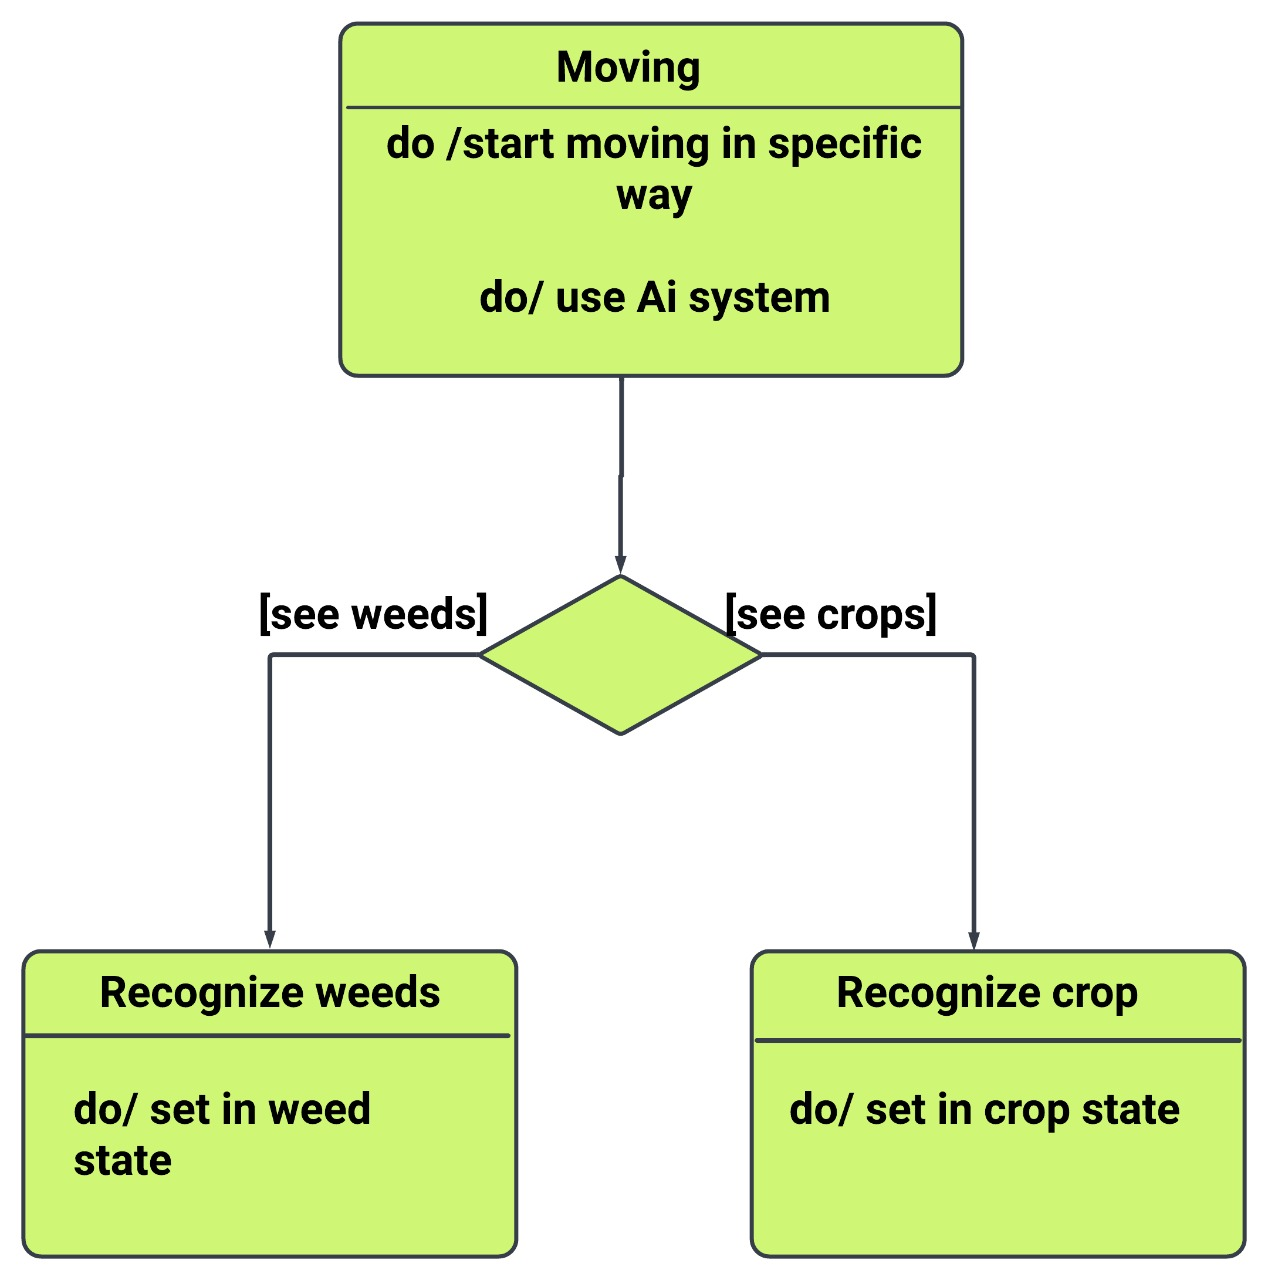 Moving
do /start moving in specific
way
do/ use Ai system
[see weeds]
[see crops]
Recognize weeds
do/ set in weed
state
Recognize crop
do/ set in crop state